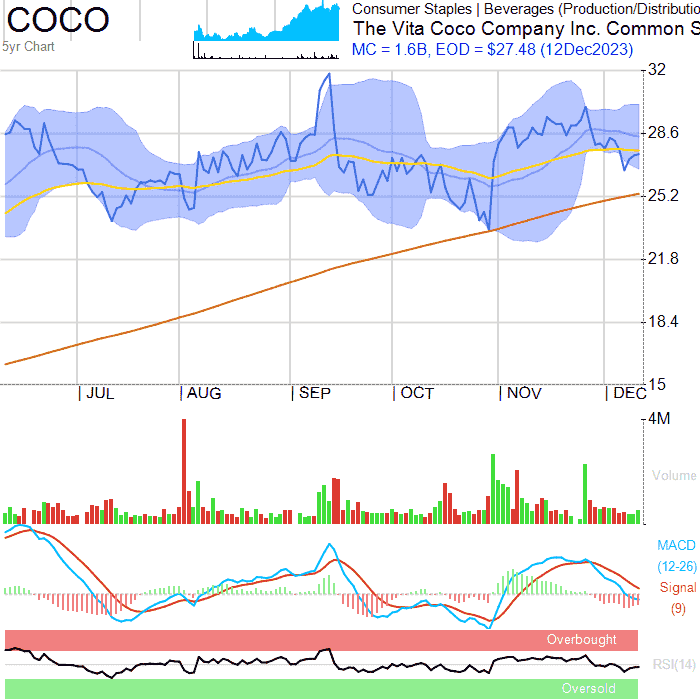 COCO
5yr Chart
Consumer Staples | Beverages (Production/Distributio
The Vita Coco Company Inc. Common S
MC = 1.6B, EOD = $27.48 (12Dec2023)
32
28.6
25.2
21.8
18.4
15
| JUL | AUG | SEP | OCT | NOV | DEC
4M
Volume
MACD
(12-26)
Signal
(9)
Overbought
RSI(14)
Oversold